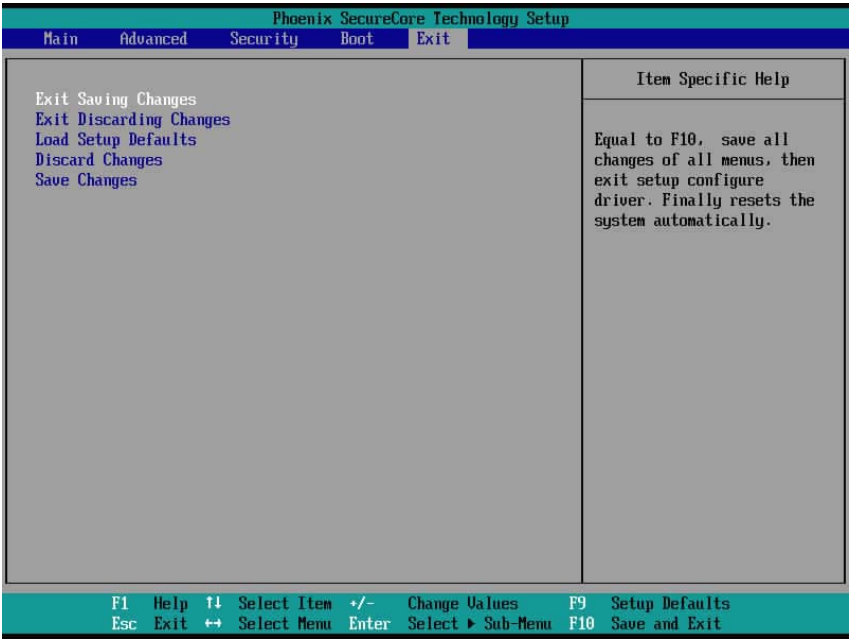 Phoenix SecureCore Technology Setup
Main Advanced Security Boot Exit
Item Specific Help
Exit Saving Changes
Exit Discarding Changes
Load Setup Defaults
Discard Changes
Save Changes
Equal to F10, save all
changes of all menus, then
exit setup configure
driver. Finally resets the
system automatically.
F1 Help ↑↓ Select Item +/- Change Values F9 Setup Defaults
Esc Exit ↔ Select Menu Enter Select ▶ Sub-Menu F10 Save and Exit